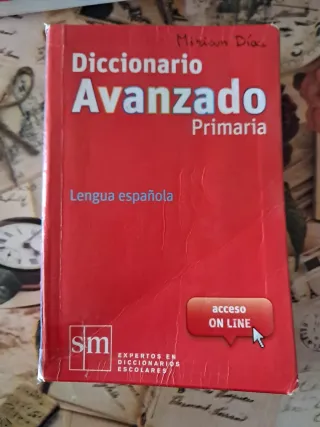 Miriam Díaz
Diccionario
Avanzado
Primaria
Lengua española
acceso
ON LINE
sm
EXPERTOS EN
DICCIONARIOS
ESCOLARES